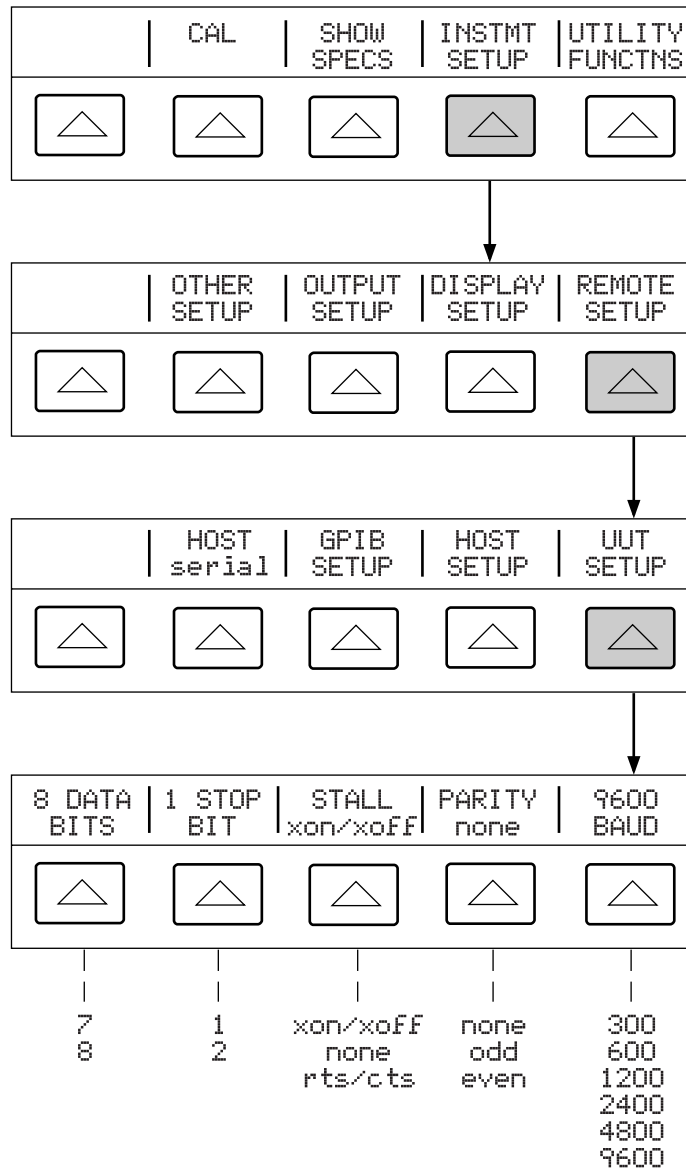 CAL SHOW INSTMT UTILITY
SPECS SETUP FUNCTNS
OTHER OUTPUT DISPLAY REMOTE
SETUP SETUP SETUP SETUP
HOST GPIB HOST UUT
serial SETUP SETUP SETUP
8 DATA 1 STOP STALL PARITY 9600
BITS BIT xon/xoff none BAUD
7 1 xon/xoff none 300
8 2 none odd 600
rts/cts even 1200
2400
4800
9600